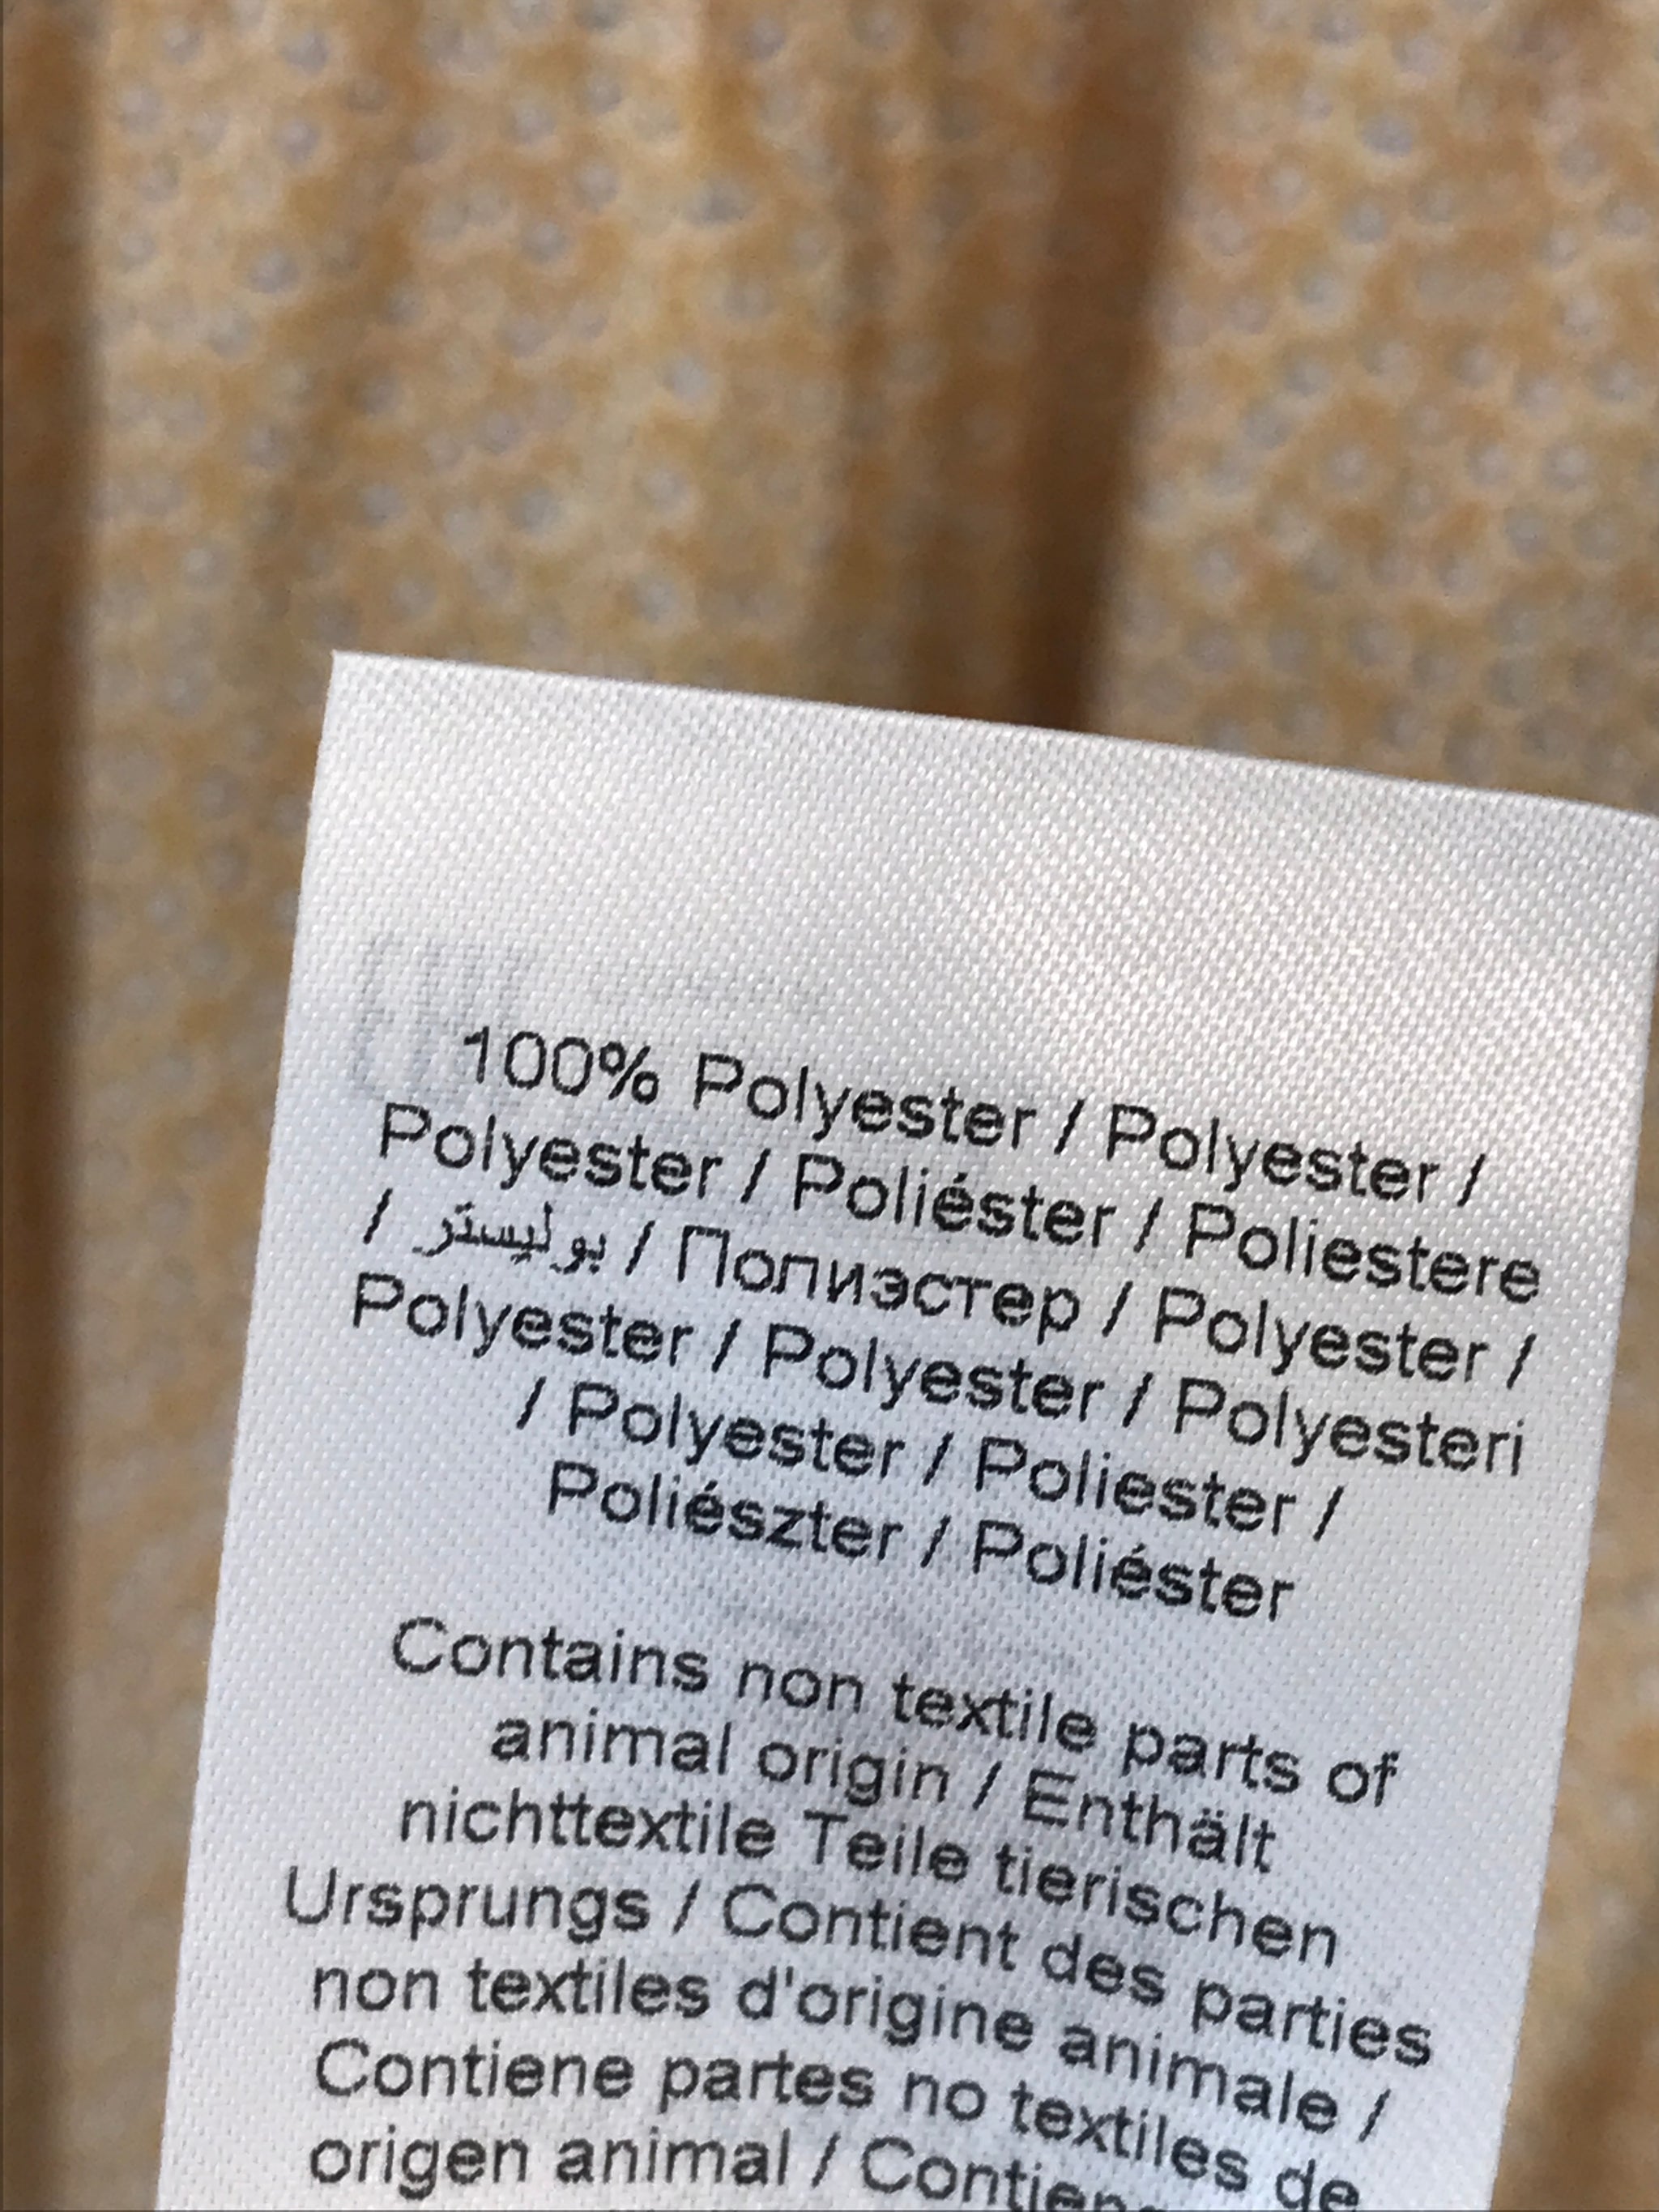 100% Polyester / Polyester /
Polyester / Poliéster / Poliestere
/ بوليستر / Полиэстер / Polyester /
Polyester / Polyester / Polyesteri
/ Polyester / Poliester /
Poliészter / Poliéster
Contains non textile parts of
animal origin / Enthält
nichttextile Teile tierischen
Ursprungs / Contient des parties
non textiles d'origine animale /
Contiene partes no textiles de
origen animal /